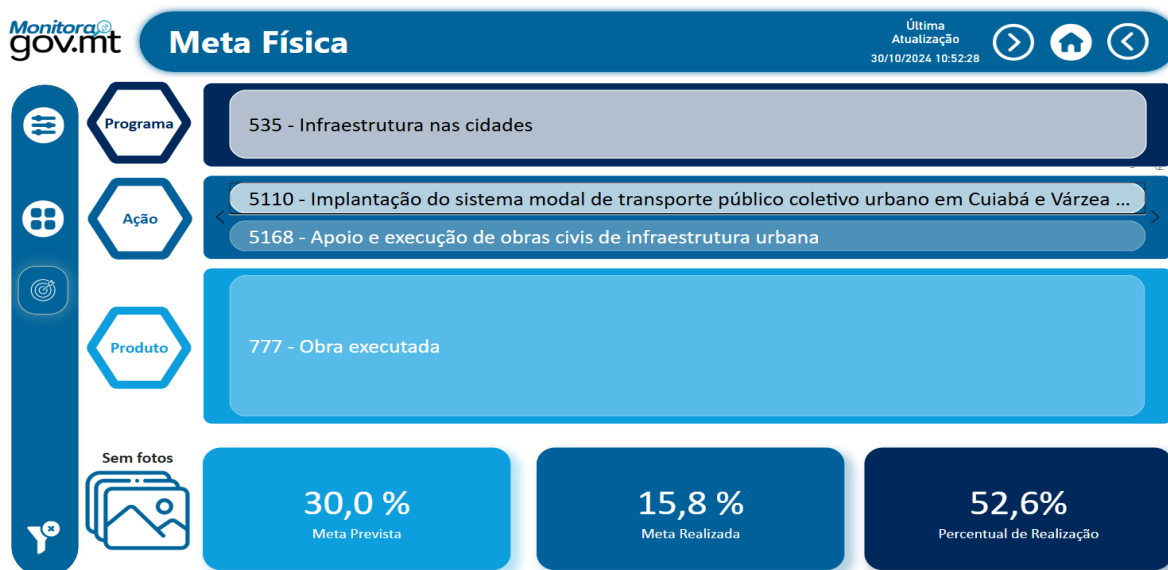 Monitora
gov.mt
Meta Física
Última
Atualização
30/10/2024 10:52:28
Programa
535 - Infraestrutura nas cidades
Ação
5110 - Implantação do sistema modal de transporte público coletivo urbano em Cuiabá e Várzea ...
5168 - Apoio e execução de obras civis de infraestrutura urbana
Produto
777 - Obra executada
Sem fotos
30,0 %
Meta Prevista
15,8 %
Meta Realizada
52,6%
Percentual de Realização